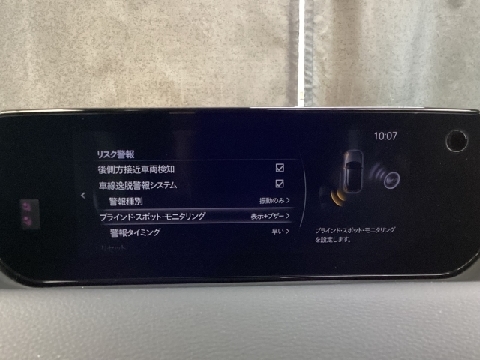 10:07
リスク警報
後側方接近車両検知
車線逸脱警報システム
警報種別 振動のみ
ブラインド・スポット・モニタリング 表示+ブザー
警報タイミング 早い
ブラインド・スポット・モニタリング
を設定します。